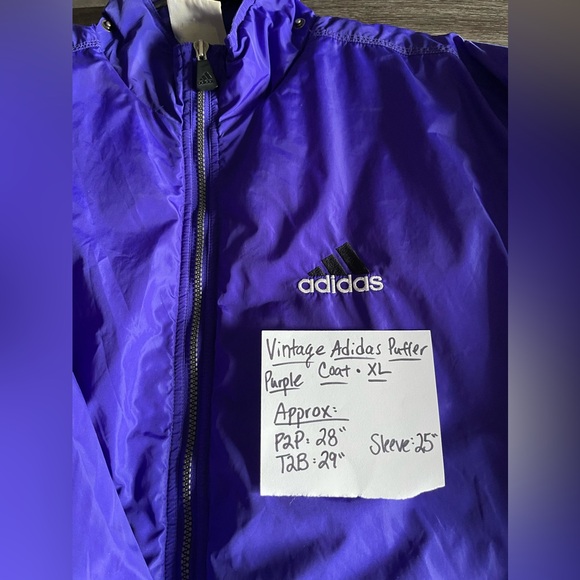 adidas
Vintage Adidas Puffer
Purple Coat • XL
Approx:
P2P: 28"
T2B: 29"
Sleeve: 25"